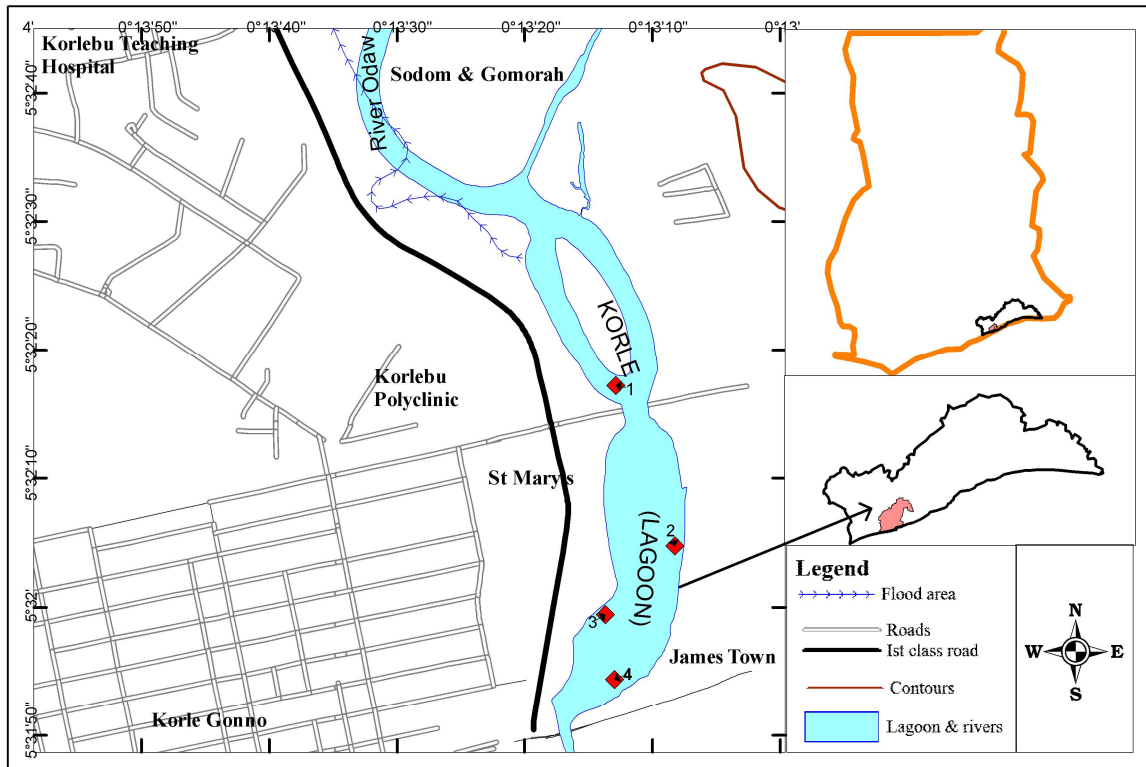 4'
0°13'50"
0°13'40"
0°13'30"
0°13'20"
0°13'10"
0°13'
Korlebu Teaching
Hospital
River Odaw
Sodom & Gomorah
5°32'40"
5°32'30"
5°32'20"
5°32'10"
5°32'
5°31'50"
KORLE
1
Korlebu
Polyclinic
St Mary's
2
(LAGOON)
3
4
James Town
Korle Gonno
Legend
Flood area
Roads
Ist class road
Contours
Lagoon & rivers
N
W
E
S